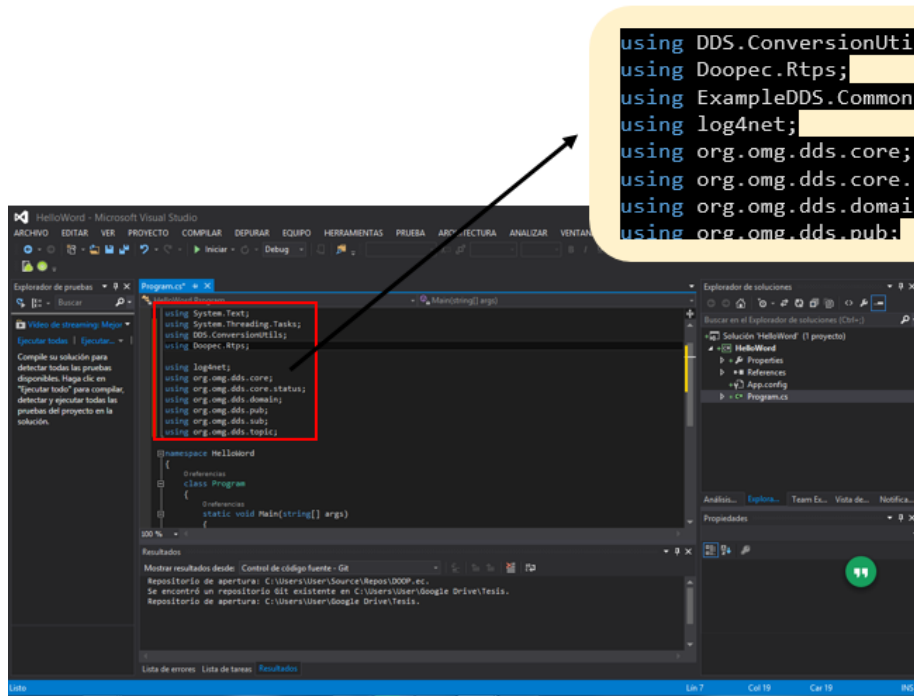 using DDS.ConversionUti
using Doopec.Rtps;
using ExampleDDS.Common
using log4net;
using org.omg.dds.core;
using org.omg.dds.core.
using org.omg.dds.domai
using org.omg.dds.pub;
HelloWord - Microsoft Visual Studio
ARCHIVO EDITAR VER PROYECTO COMPILAR DEPURAR EQUIPO HERRAMIENTAS PRUEBA ARQUITECTURA ANALIZAR VENTAN
Iniciar Debug
Explorador de pruebas
Buscar
Video de streaming: Mejor
Ejecutar todas | Ejecutar...
Compile su solución para
detectar todas las pruebas
disponibles. Haga clic en
"Ejecutar todo" para compilar,
detectar y ejecutar todas las
pruebas del proyecto en la
solución.
Program.cs*
HelloWord.Program
Main(string[] args)
using System.Text;
using System.Threading.Tasks;
using DDS.ConversionUtils;
using Doopec.Rtps;
using log4net;
using org.omg.dds.core;
using org.omg.dds.core.status;
using org.omg.dds.domain;
using org.omg.dds.pub;
using org.omg.dds.sub;
using org.omg.dds.topic;
namespace HelloWord
{
0 referencias
class Program
{
0 referencias
static void Main(string[] args)
{
100 %
Resultados
Mostrar resultados desde: Control de código fuente - Git
Repositorio de apertura: C:\Users\User\Source\Repos\DOOP.ec.
Se encontró un repositorio Git existente en C:\Users\User\Google Drive\Tesis.
Repositorio de apertura: C:\Users\User\Google Drive\Tesis.
Lista de errores Lista de tareas Resultados
Explorador de soluciones
Buscar en el Explorador de soluciones (Ctrl+;)
Solución 'HelloWord' (1 proyecto)
HelloWord
Properties
References
App.config
Program.cs
Análisis... Explora... Team Ex... Vista de... Notifica...
Propiedades
Listo
Lín 7 Col 19 Car 19 INS